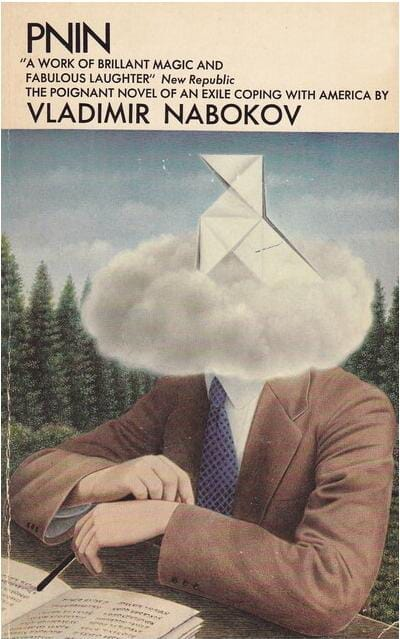 PNIN
“A WORK OF BRILLANT MAGIC AND
FABULOUS LAUGHTER” New Republic
THE POIGNANT NOVEL OF AN EXILE COPING WITH AMERICA BY
VLADIMIR NABOKOV